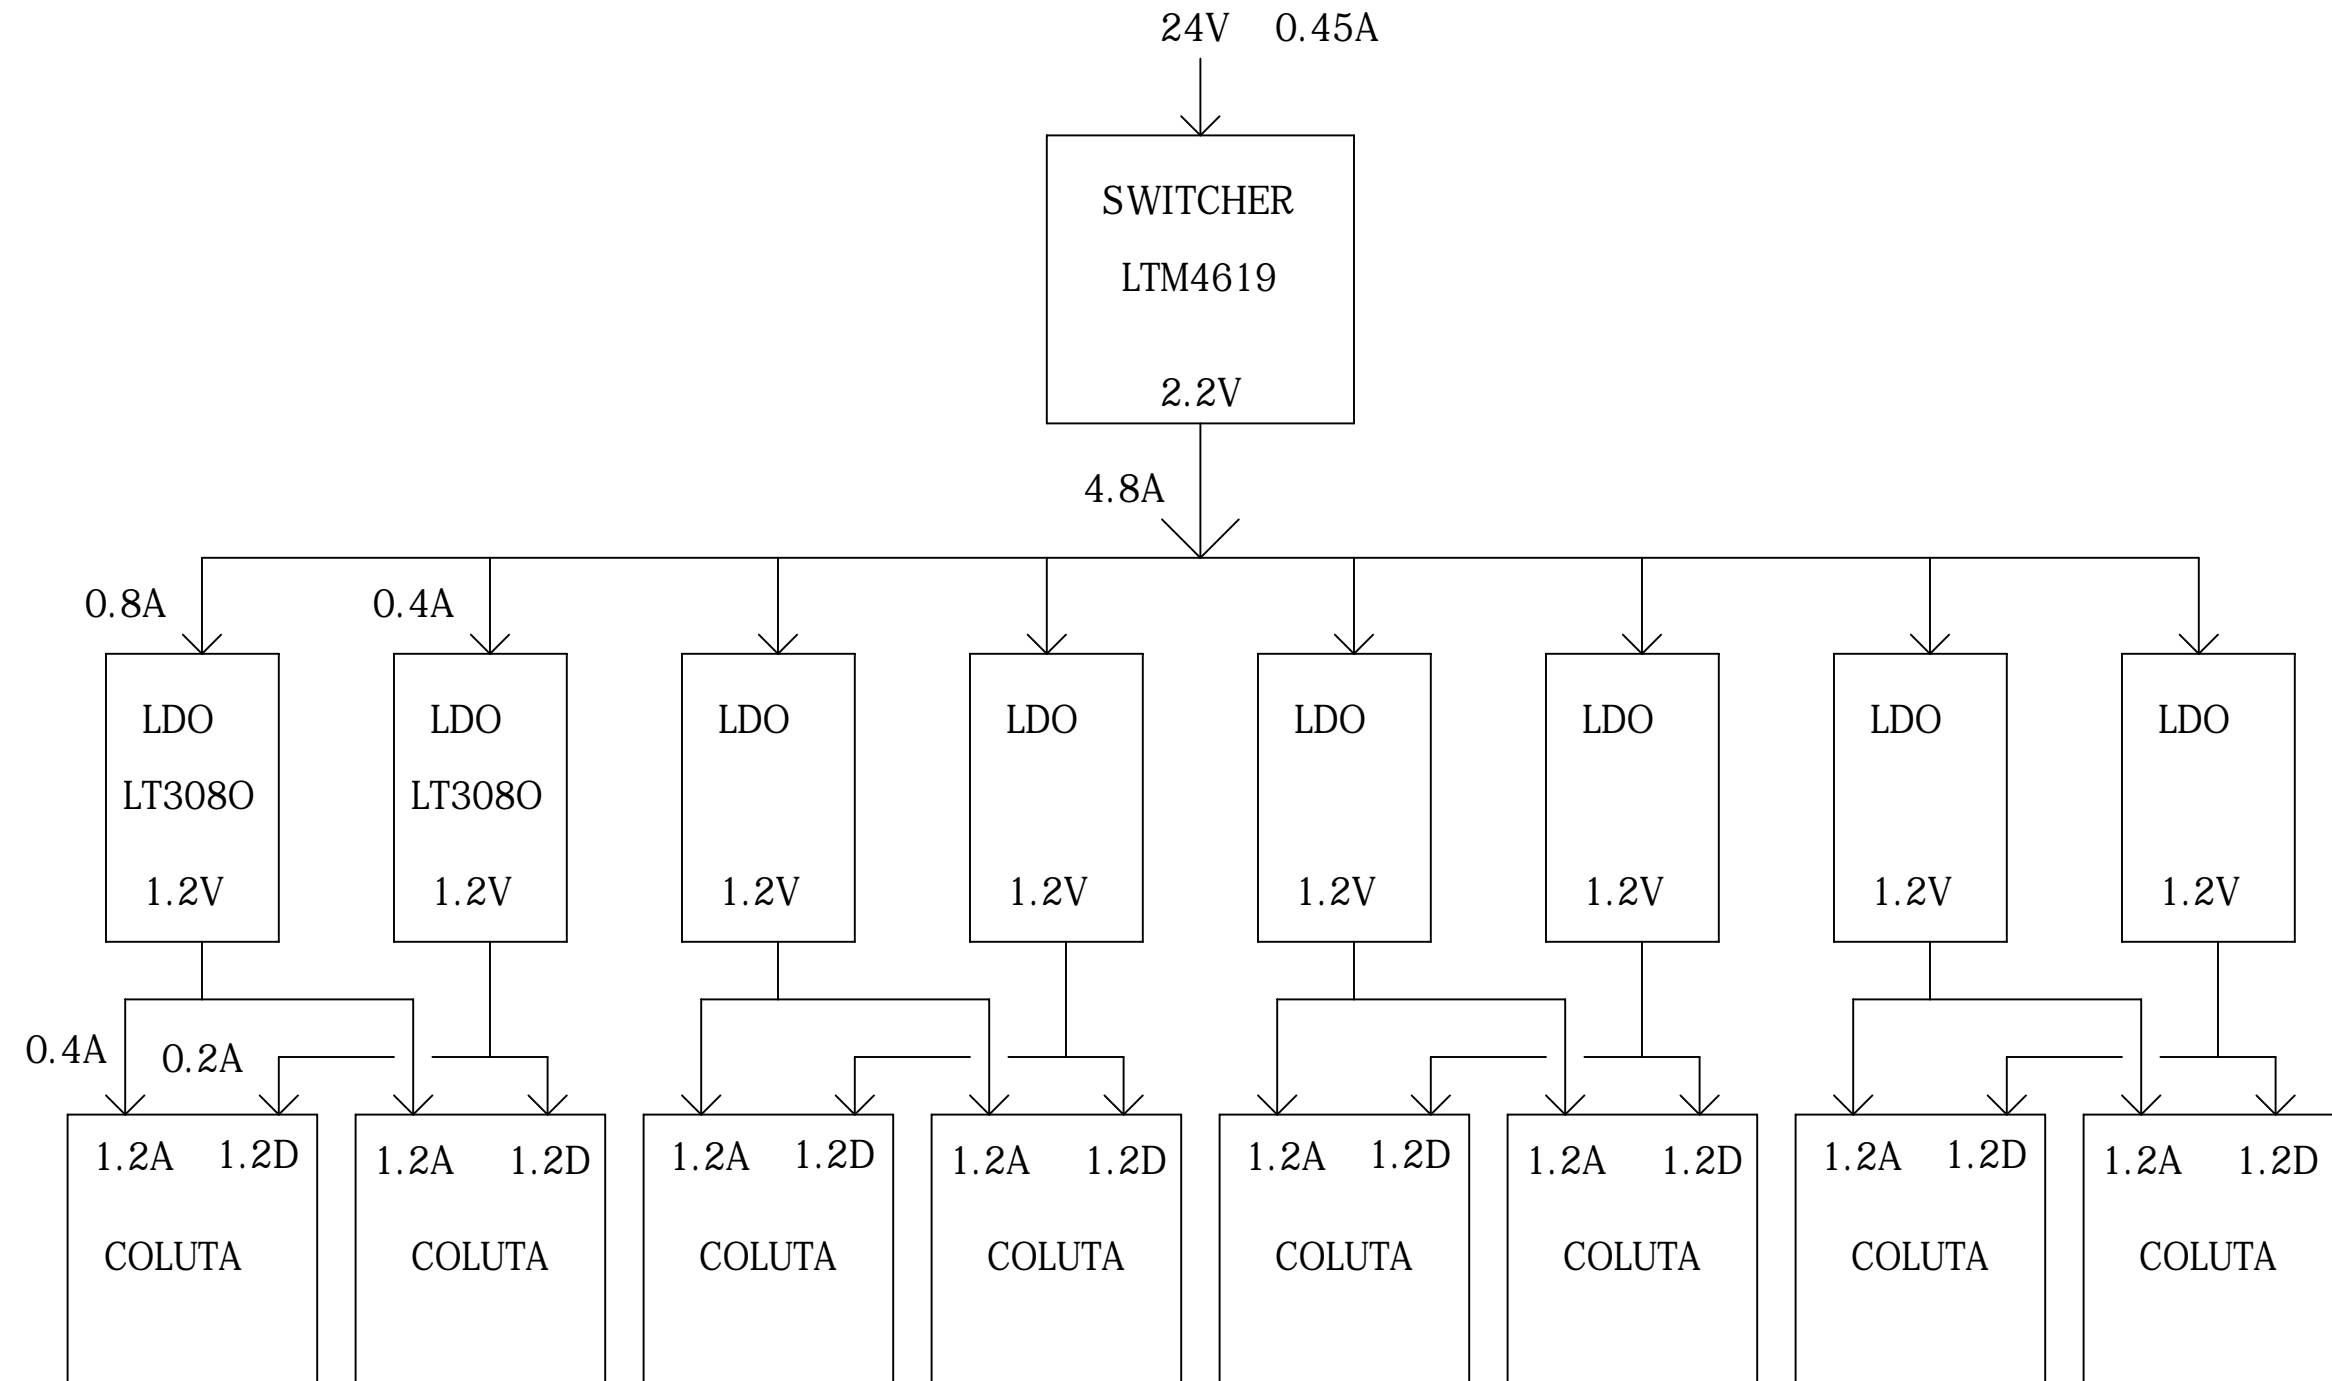 24V 0.45A
SWITCHER
LTM4619
2.2V
4.8A
0.8A 0.4A
LDO LDO LDO LDO LDO LDO LDO LDO
LT308O LT308O
1.2V 1.2V 1.2V 1.2V 1.2V 1.2V 1.2V 1.2V
0.4A 0.2A
1.2A 1.2D 1.2A 1.2D 1.2A 1.2D 1.2A 1.2D 1.2A 1.2D 1.2A 1.2D 1.2A 1.2D 1.2A 1.2D
COLUTA COLUTA COLUTA COLUTA COLUTA COLUTA COLUTA COLUTA